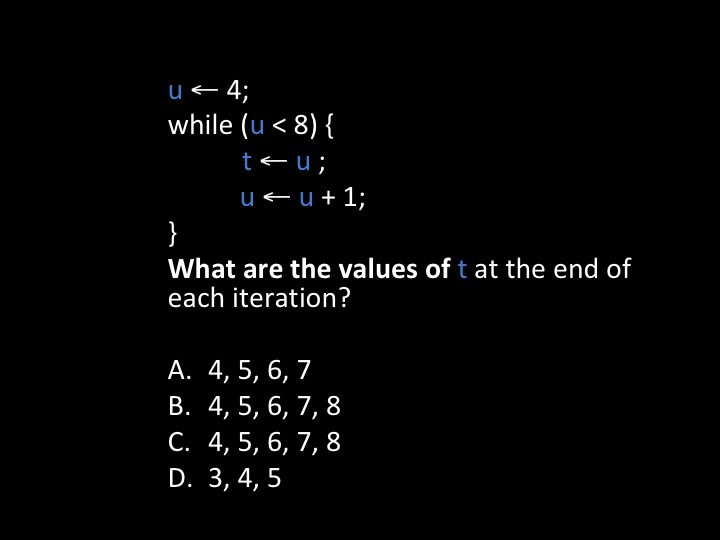 u ← 4;
while (u < 8) {
t ← u ;
u ← u + 1;
}
What are the values of t at the end of
each iteration?
A. 4, 5, 6, 7
B. 4, 5, 6, 7, 8
C. 4, 5, 6, 7, 8
D. 3, 4, 5